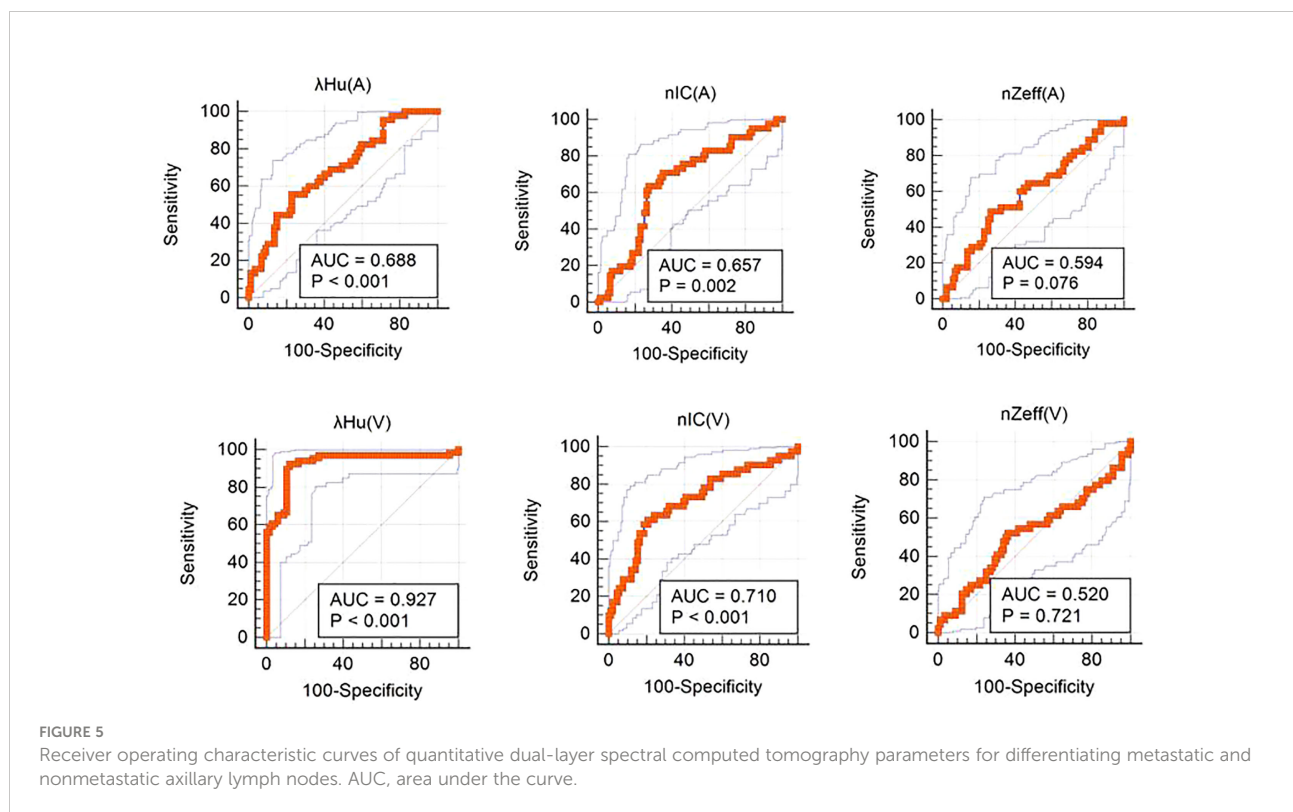 λHu(A)
100
80
60
40
20
0
Sensitivity
AUC = 0.688
P < 0.001
0 40 80
100-Specificity
nIC(A)
100
80
60
40
20
0
Sensitivity
AUC = 0.657
P = 0.002
0 40 80
100-Specificity
nZeff(A)
100
80
60
40
20
0
Sensitivity
AUC = 0.594
P = 0.076
0 40 80
100-Specificity
λHu(V)
100
80
60
40
20
0
Sensitivity
AUC = 0.927
P < 0.001
0 40 80
100-Specificity
nIC(V)
100
80
60
40
20
0
Sensitivity
AUC = 0.710
P < 0.001
0 40 80
100-Specificity
nZeff(V)
100
80
60
40
20
0
Sensitivity
AUC = 0.520
P = 0.721
0 40 80
100-Specificity
FIGURE 5
Receiver operating characteristic curves of quantitative dual-layer spectral computed tomography parameters for differentiating metastatic and
nonmetastatic axillary lymph nodes. AUC, area under the curve.